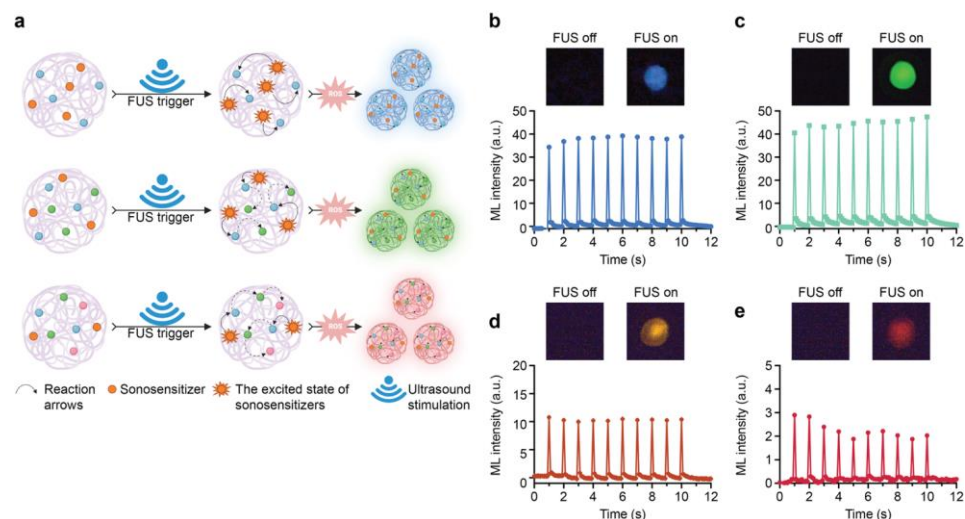 a
FUS trigger
ROS
FUS trigger
ROS
FUS trigger
ROS
Reaction
arrows
Sonosensitizer
The excited state of
sonosensitizers
Ultrasound
stimulation
b
FUS off
FUS on
ML intensity (a.u.)
50
40
30
20
10
0
0 2 4 6 8 10 12
Time (s)
c
FUS off
FUS on
ML intensity (a.u.)
50
40
30
20
10
0
0 2 4 6 8 10 12
Time (s)
d
FUS off
FUS on
ML intensity (a.u.)
20
15
10
5
0
0 2 4 6 8 10 12
Time (s)
e
FUS off
FUS on
ML intensity (a.u.)
5
4
3
2
1
0
0 2 4 6 8 10 12
Time (s)